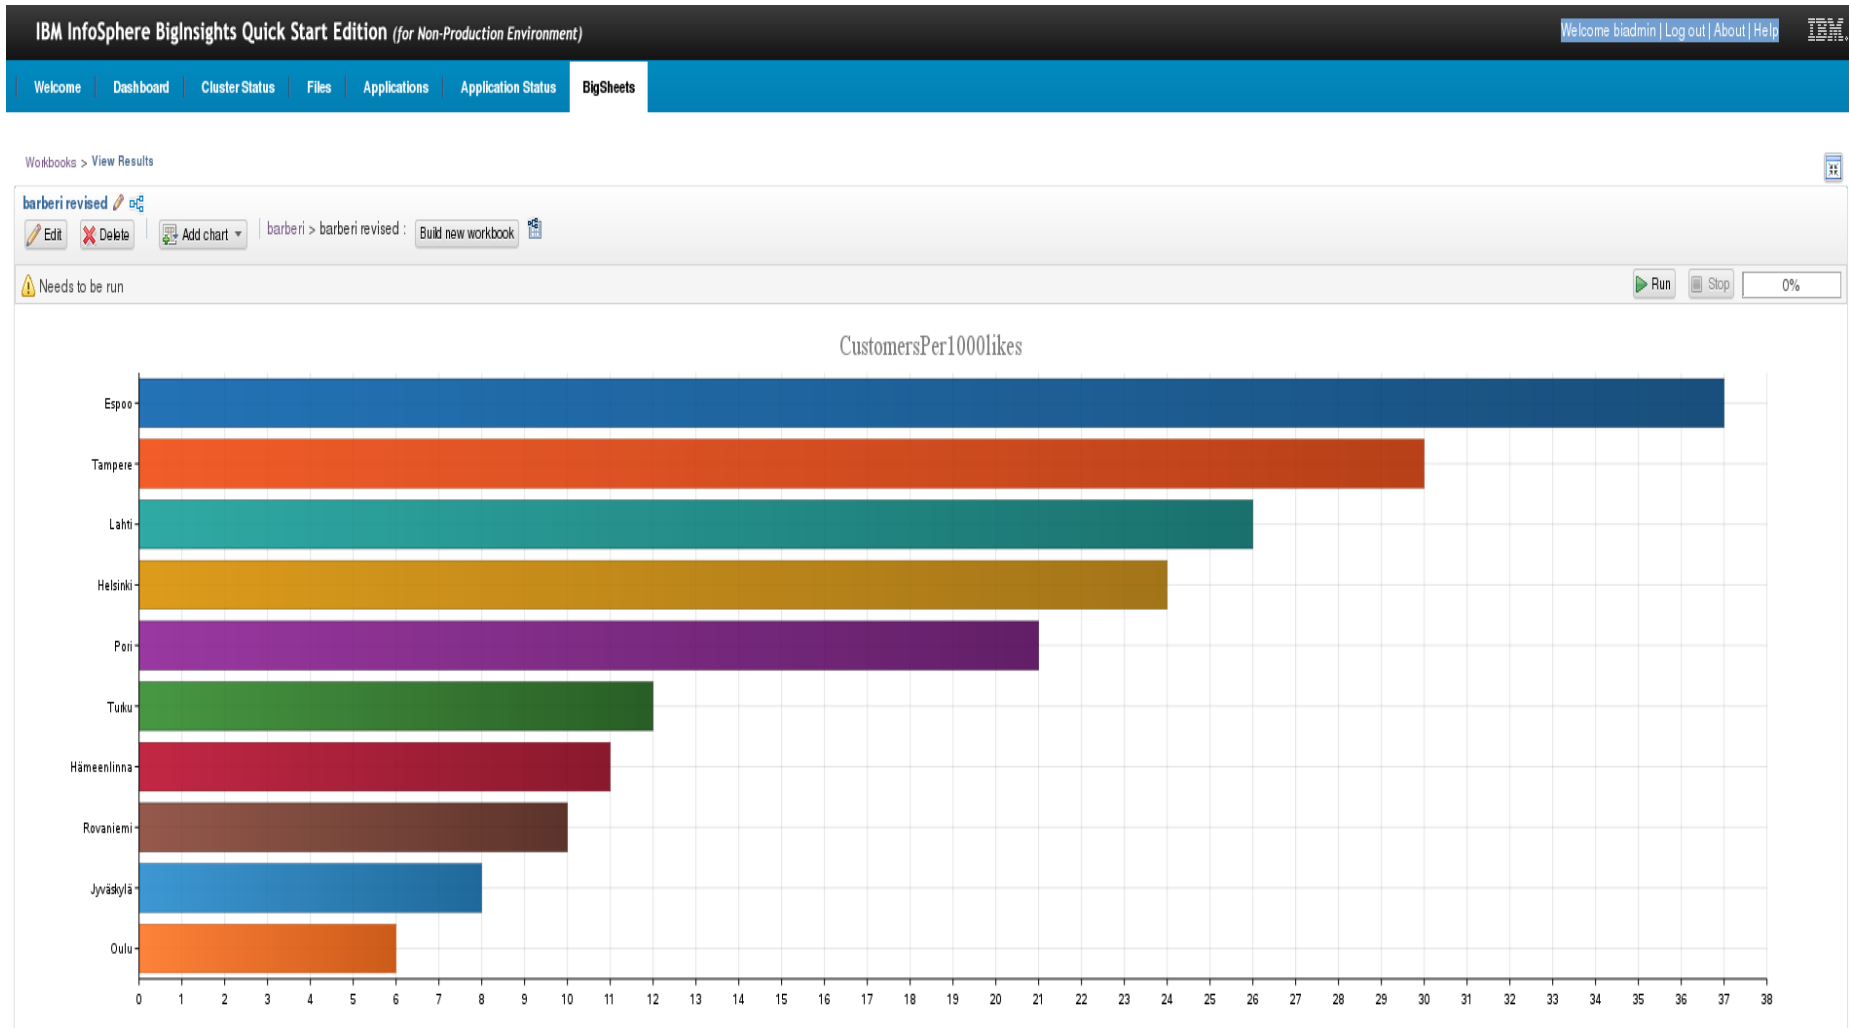 IBM InfoSphere BigInsights Quick Start Edition (for Non-Production Environment)
Welcome biadmin | Log out | About | Help
IBM.
Welcome
Dashboard
Cluster Status
Files
Applications
Application Status
BigSheets
Workbooks > View Results
barberi revised
Edit
Delete
Add chart
barberi > barberi revised :
Build new workbook
Needs to be run
Run
Stop
0%
CustomersPer1000likes
Espoo
Tampere
Lahti
Helsinki
Pori
Turku
Hämeenlinna
Rovaniemi
Jyväskylä
Oulu
0 1 2 3 4 5 6 7 8 9 10 11 12 13 14 15 16 17 18 19 20 21 22 23 24 25 26 27 28 29 30 31 32 33 34 35 36 37 38